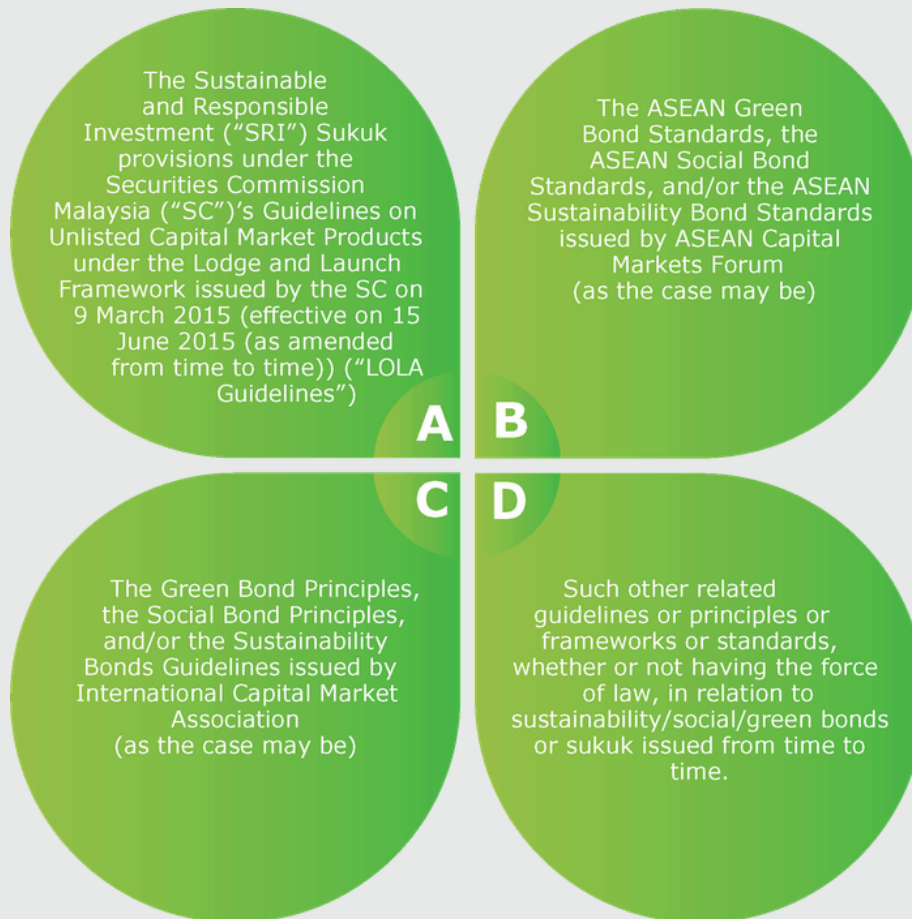 The Sustainable
and Responsible
Investment (“SRI”) Sukuk
provisions under the
Securities Commission
Malaysia (“SC”)’s Guidelines on
Unlisted Capital Market Products
under the Lodge and Launch
Framework issued by the SC on
9 March 2015 (effective on 15
June 2015 (as amended
from time to time)) (“LOLA
Guidelines”)
A
The ASEAN Green
Bond Standards, the
ASEAN Social Bond
Standards, and/or the ASEAN
Sustainability Bond Standards
issued by ASEAN Capital
Markets Forum
(as the case may be)
B
C
The Green Bond Principles,
the Social Bond Principles,
and/or the Sustainability
Bonds Guidelines issued by
International Capital Market
Association
(as the case may be)
D
Such other related
guidelines or principles or
frameworks or standards,
whether or not having the force
of law, in relation to
sustainability/social/green bonds
or sukuk issued from time to
time.